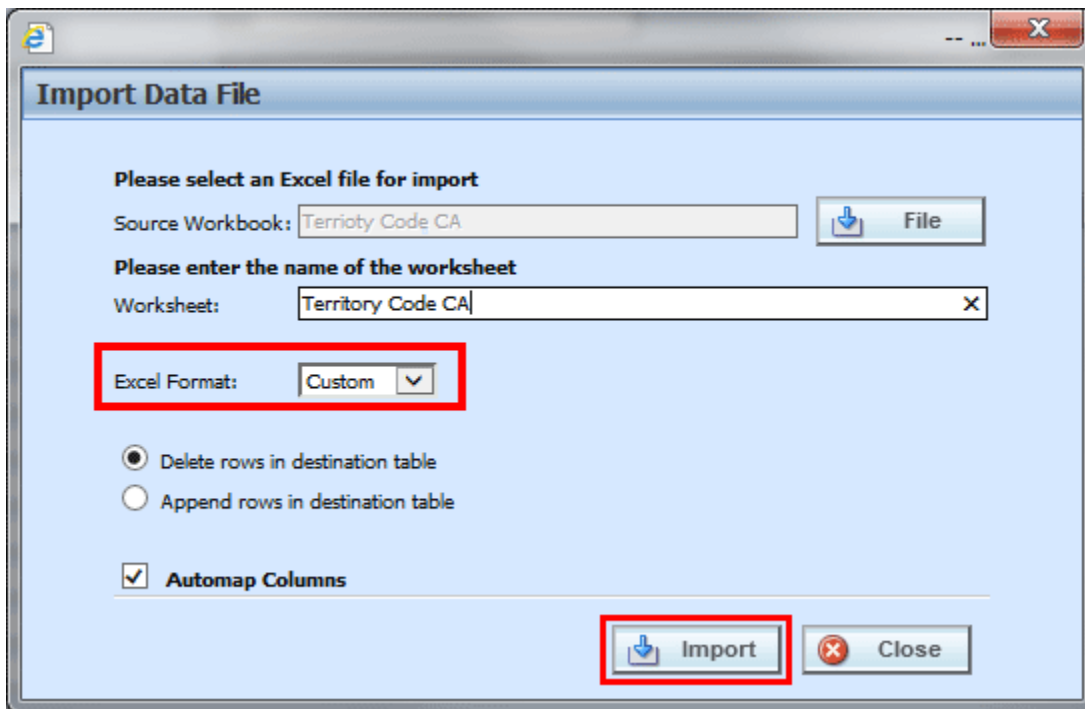 -- ...
Import Data File
Please select an Excel file for import
Source Workbook: Terrioty Code CA File
Please enter the name of the worksheet
Worksheet: Territory Code CA
Excel Format: Custom
Delete rows in destination table
Append rows in destination table
Automap Columns
Import Close